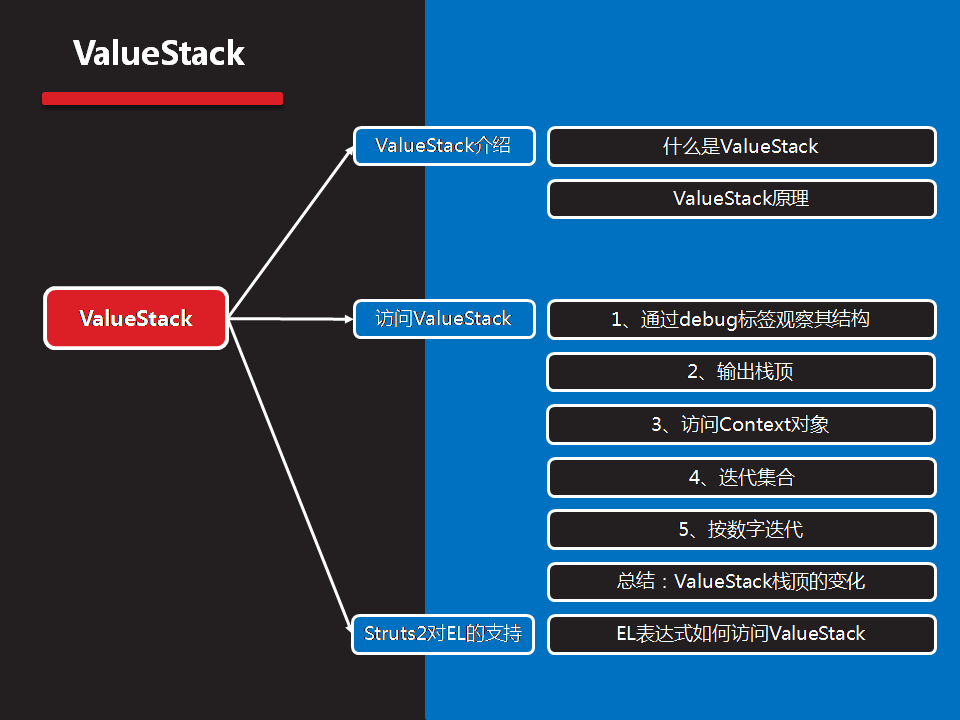 ValueStack
ValueStack介绍
什么是ValueStack
ValueStack原理
ValueStack
访问ValueStack
1、通过debug标签观察其结构
2、输出栈顶
3、访问Context对象
4、迭代集合
5、按数字迭代
总结：ValueStack栈顶的变化
Struts2对EL的支持
EL表达式如何访问ValueStack